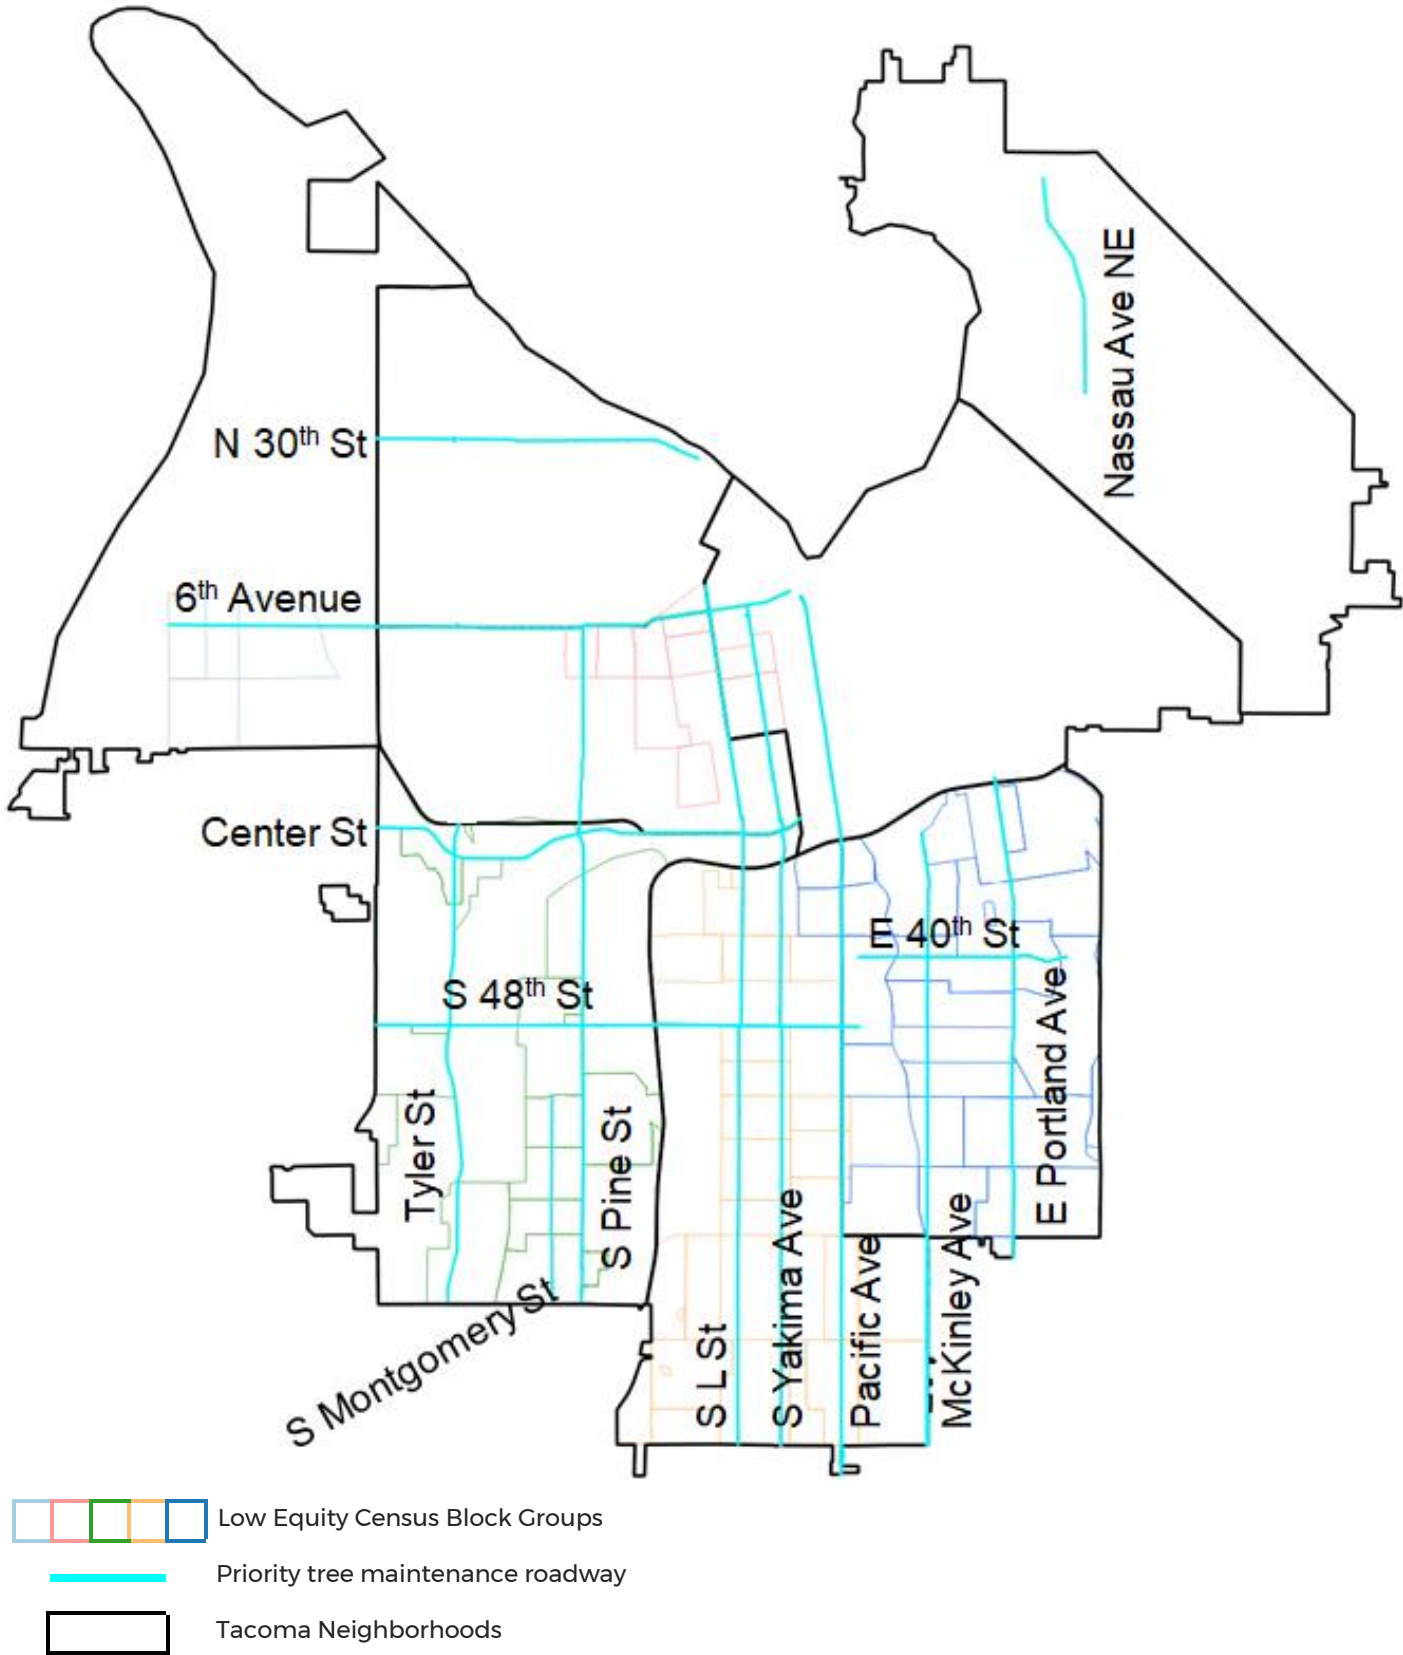 Nassau Ave NE
N 30th St
6th Avenue
Center St
E 40th St
S 48th St
E Portland Ave
Tyler St
S Pine St
S Yakima Ave
McKinley Ave
Pacific Ave
S L St
S Montgomery St
Low Equity Census Block Groups
Priority tree maintenance roadway
Tacoma Neighborhoods